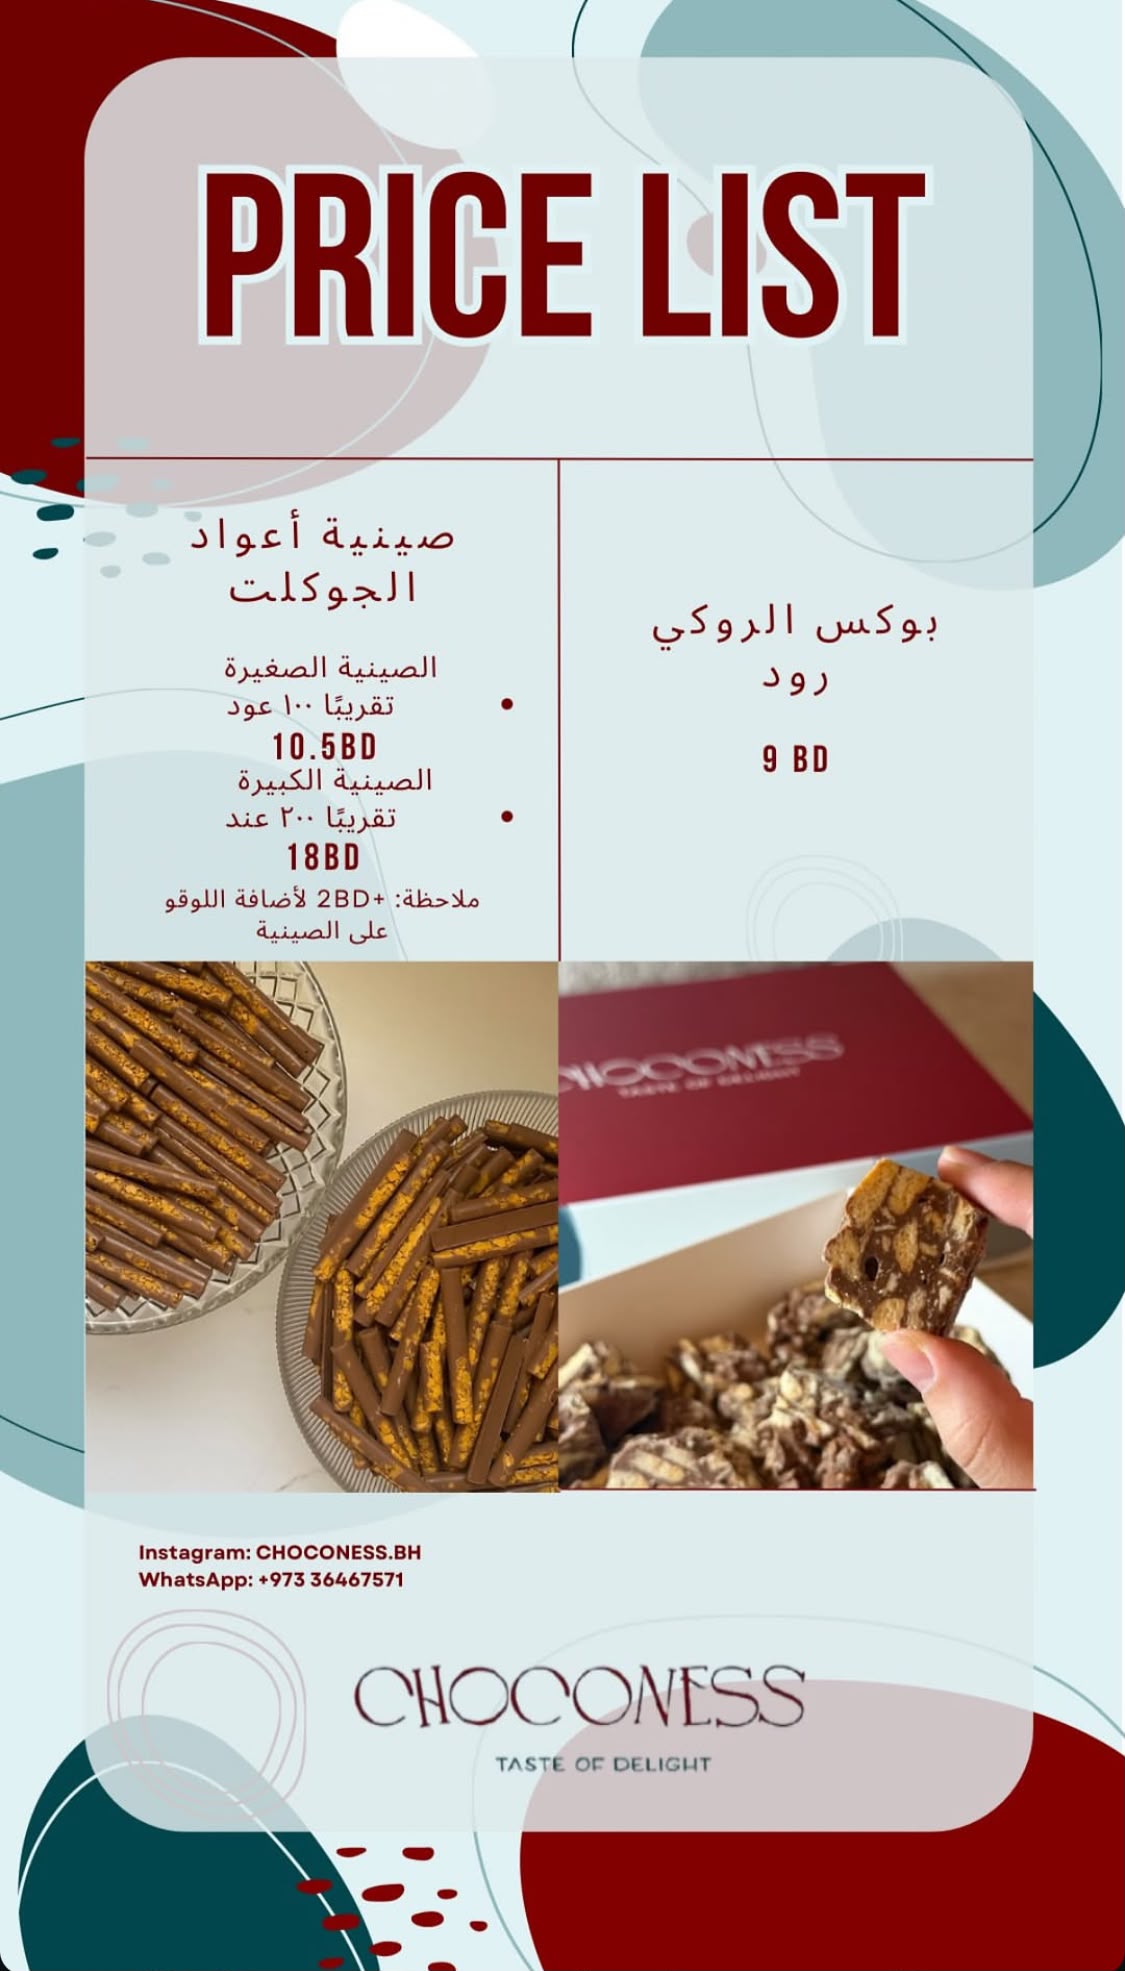 PRICE LIST
صينية أعواد
الجوكلت
الصينية الصغيرة
• تقريبًا ١٠٠ عود
10.5BD
الصينية الكبيرة
• تقريبًا ٢٠٠ عند
18BD
ملاحظة: +2BD لأضافة اللوقو
على الصينية
بوكس الروكي
رود
9 BD
CHOCONESS
TASTE OF DELIGHT
Instagram: CHOCONESS.BH
WhatsApp: +973 36467571
CHOCONESS
TASTE OF DELIGHT